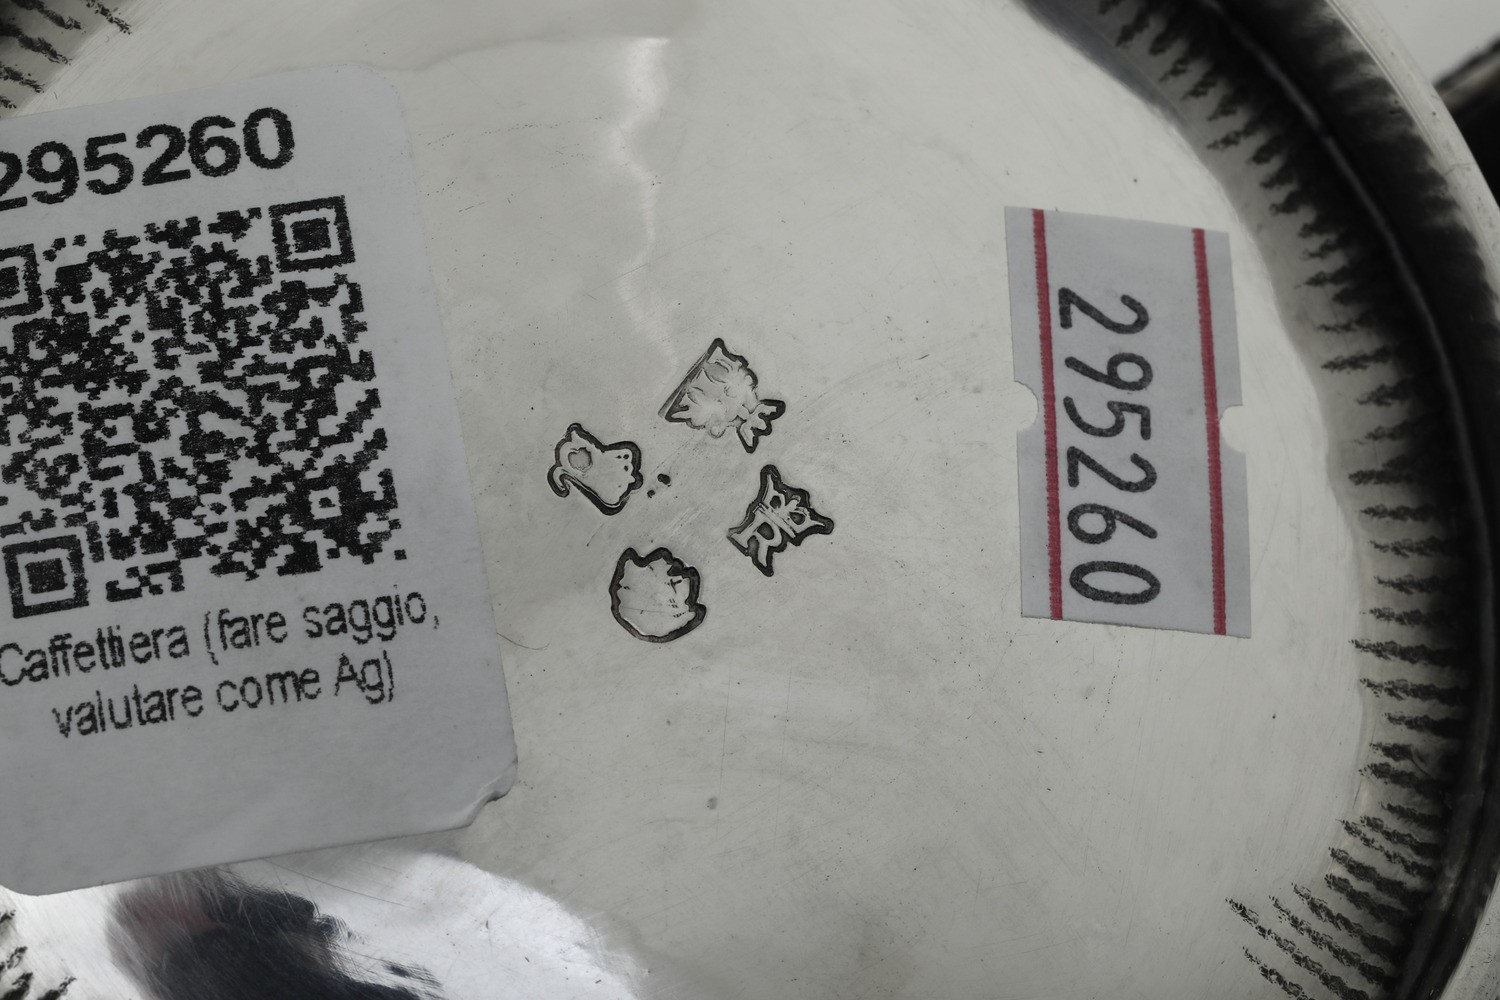 295260
Caffettiera (fare saggio,
valutare come Ag)
295260
R